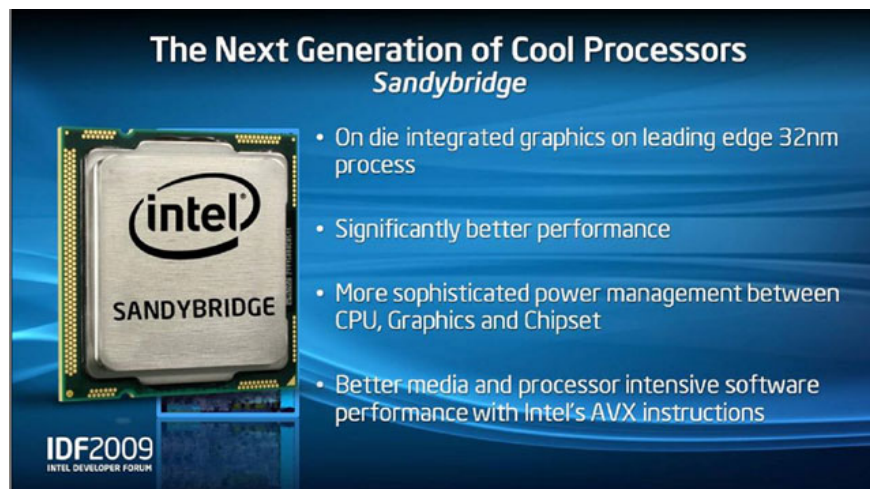 The Next Generation of Cool Processors
Sandybridge
• On die integrated graphics on leading edge 32nm
process
• Significantly better performance
• More sophisticated power management between
CPU, Graphics and Chipset
• Better media and processor intensive software
performance with Intel's AVX instructions
intel®
SANDYBRIDGE
IDF2009
INTEL DEVELOPER FORUM